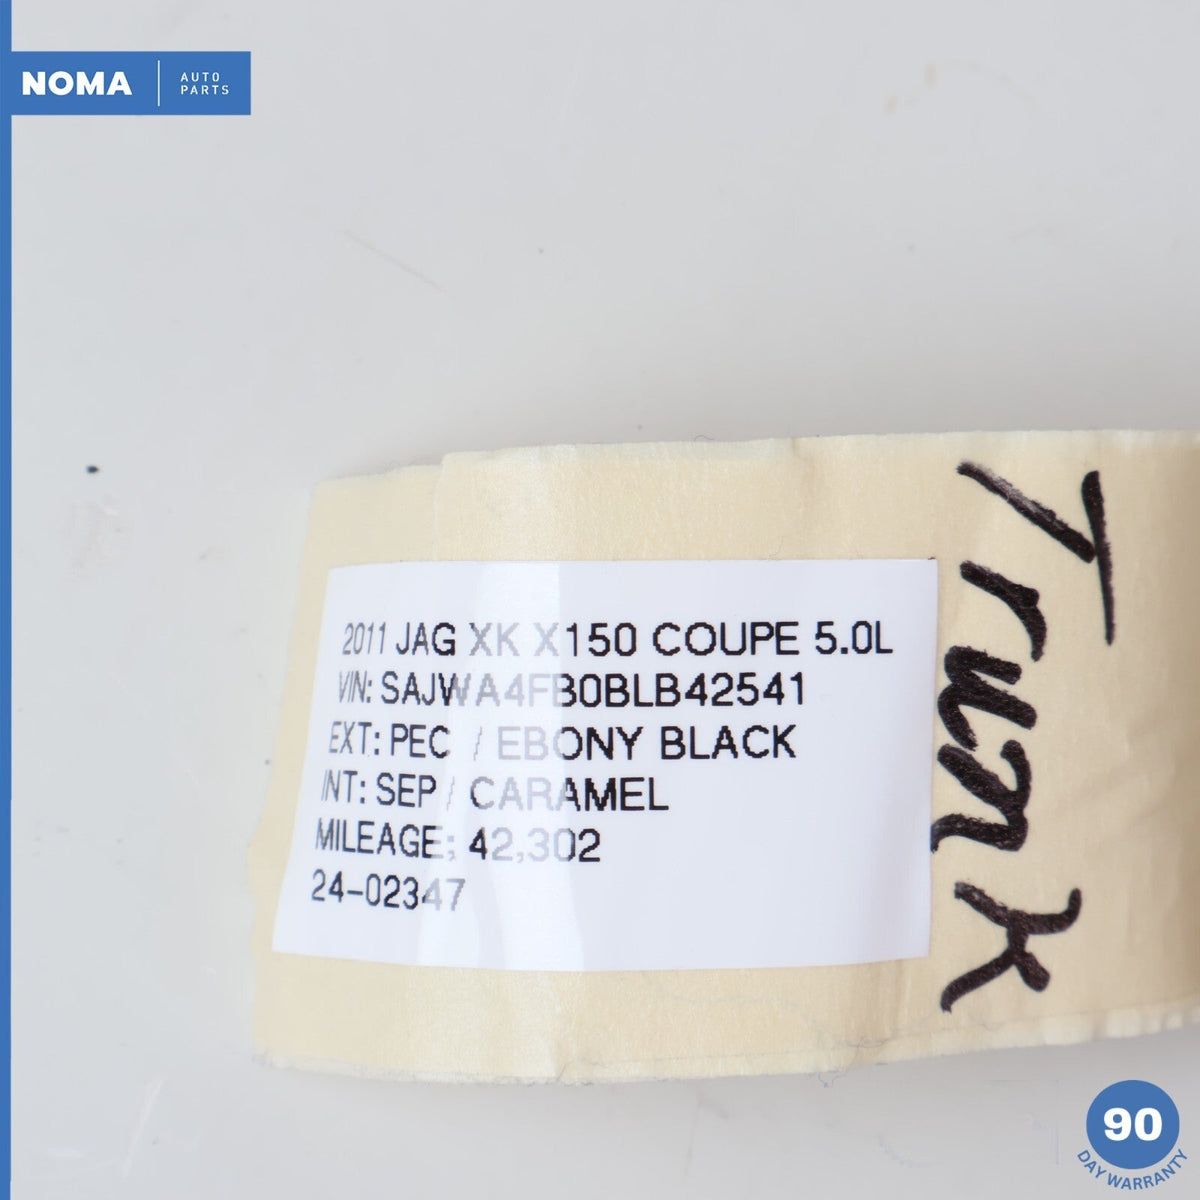 NOMA
AUTO
PARTS
2011 JAG XK X150 COUPE 5.0L
VIN: SAJWA4FB0BLB42541
EXT: PEC / EBONY BLACK
INT: SEP / CARAMEL
MILEAGE; 42,302
24-02347
Trunk
90
DAY WARRANTY